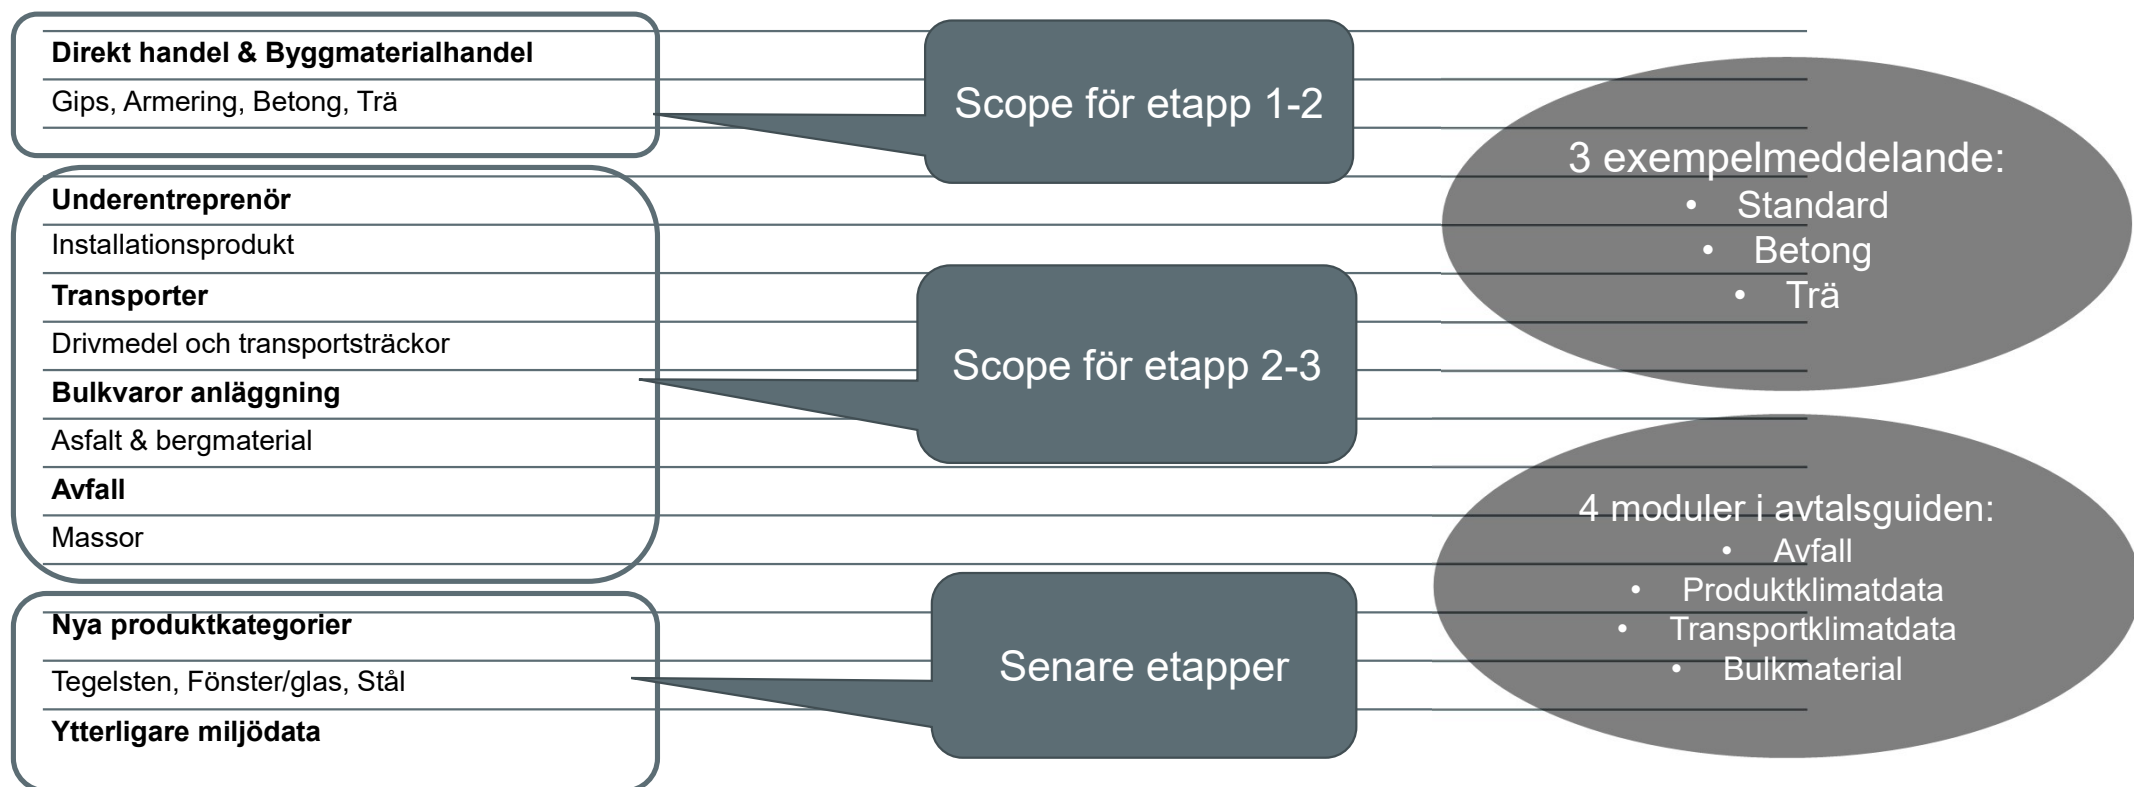 Direkt handel & Byggmaterialhandel
Gips, Armering, Betong, Trä
Scope för etapp 1-2
Underentreprenör
Installationsprodukt
Transporter
Drivmedel och transportsträckor
Bulkvaror anläggning
Asfalt & bergmaterial
Avfall
Massor
Scope för etapp 2-3
Nya produktkategorier
Tegelsten, Fönster/glas, Stål
Ytterligare miljödata
Senare etapper
3 exempelmeddelande:
• Standard
• Betong
• Trä
4 moduler i avtalsguiden:
• Avfall
• Produktklimatdata
• Transportklimatdata
• Bulkmaterial